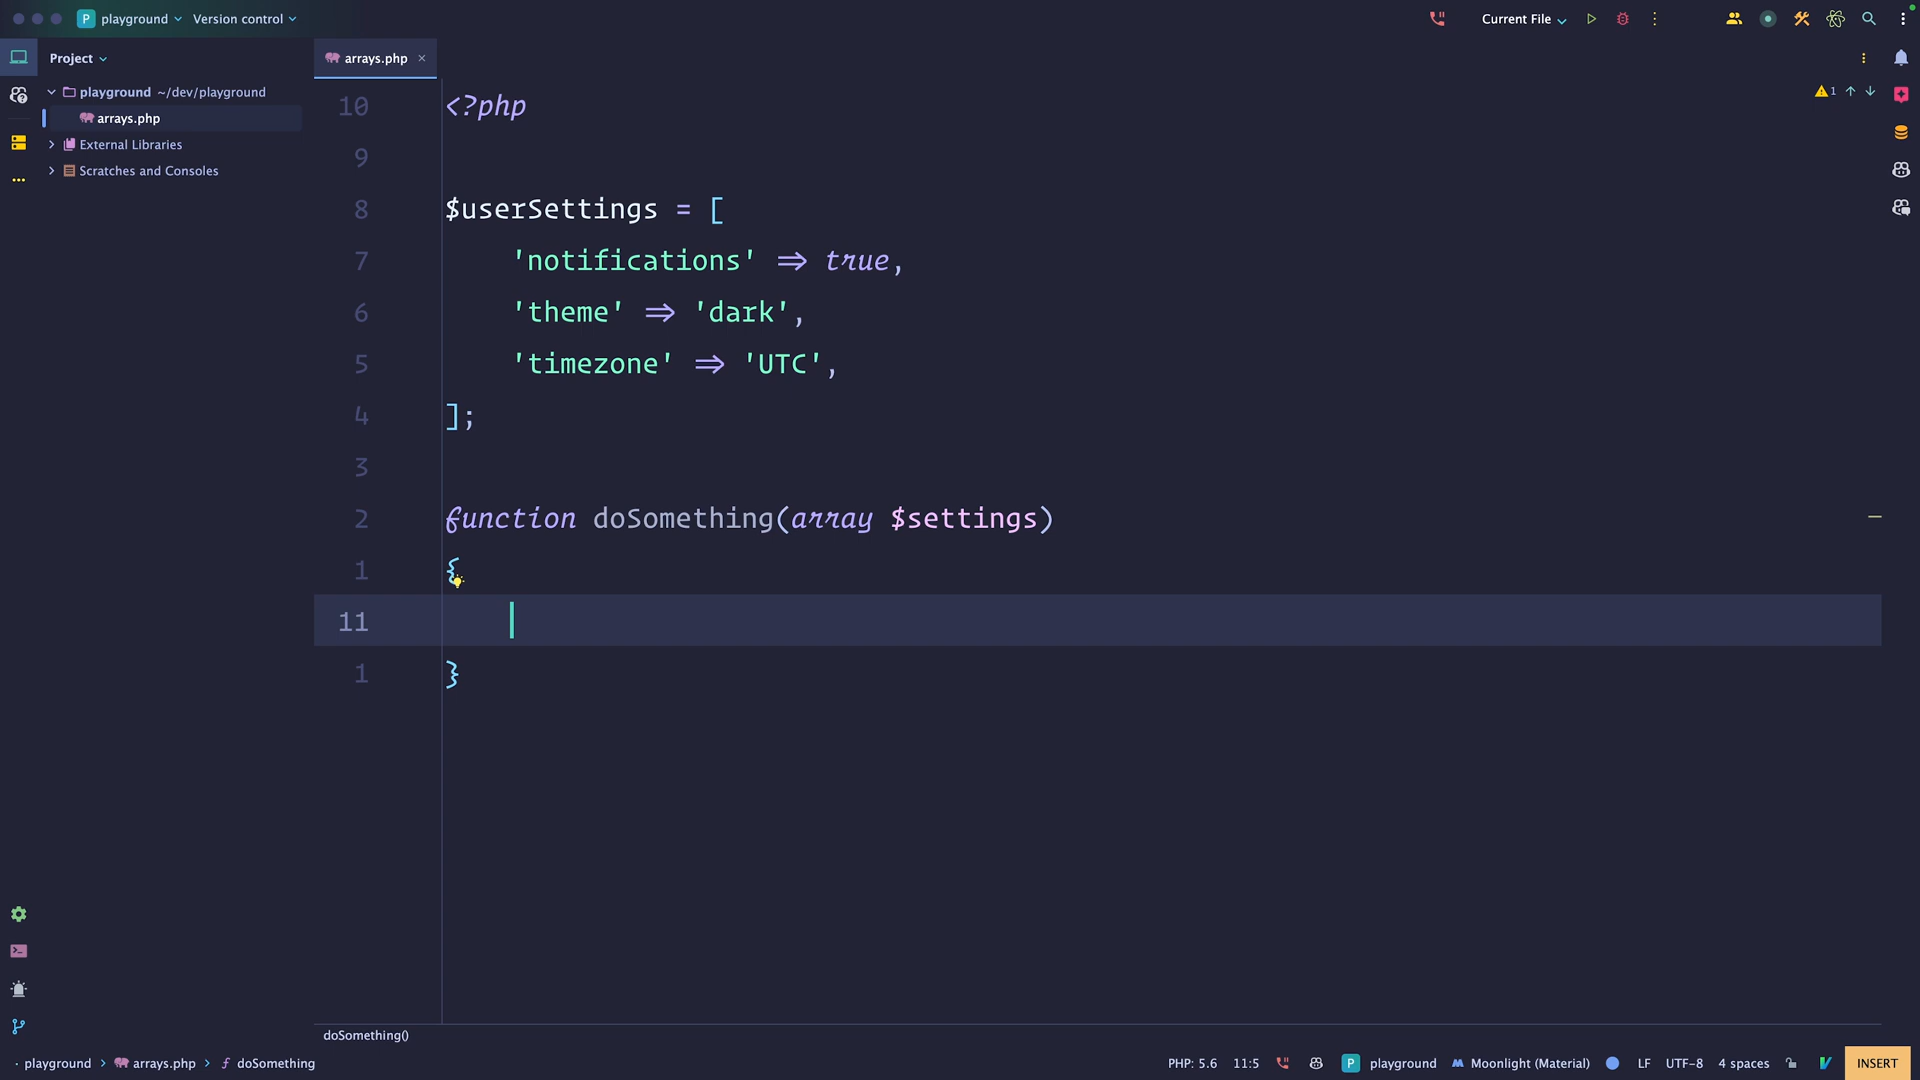 P playground Version control Current File
Project
arrays.php
playground ~/dev/playground
arrays.php
External Libraries
Scratches and Consoles
1
10 <?php
9
8 $userSettings = [
7 'notifications' => true,
6 'theme' => 'dark',
5 'timezone' => 'UTC',
4 ];
3
2 function doSomething(array $settings)
1 {
11
1 }
doSomething()
playground arrays.php doSomething PHP: 5.6 11:5 P playground Moonlight (Material) LF UTF-8 4 spaces INSERT